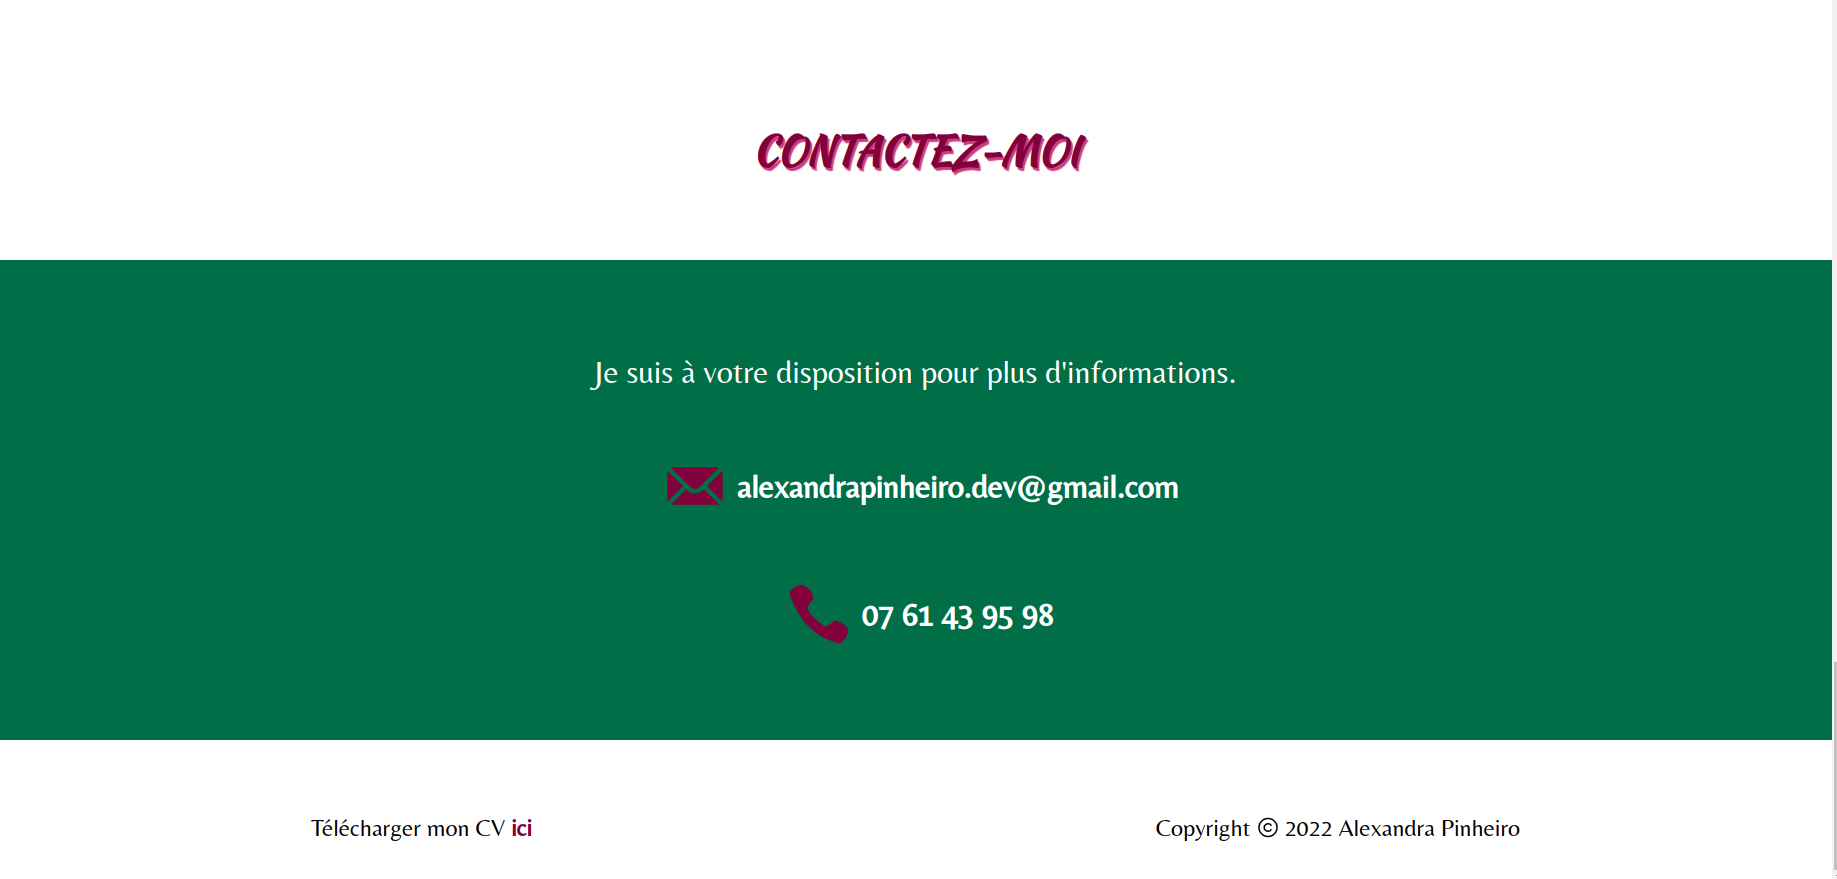 CONTACTEZ-MOI
Je suis à votre disposition pour plus d'informations.
alexandrapinheiro.dev@gmail.com
07 61 43 95 98
Télécharger mon CV ici
Copyright © 2022 Alexandra Pinheiro